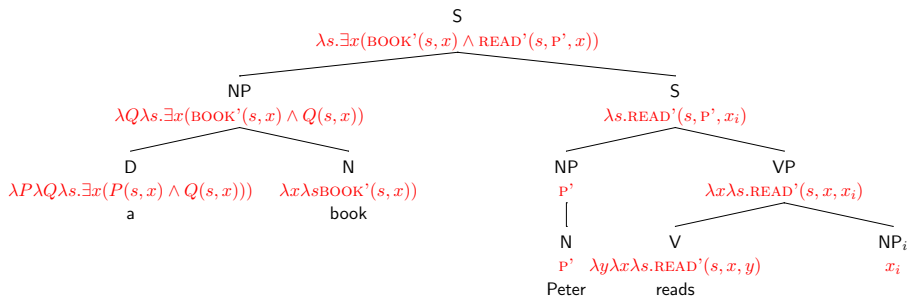 S
λs.∃x(BOOK'(s, x) ∧ READ'(s, P', x))
NP
λQλs.∃x(BOOK'(s, x) ∧ Q(s, x))
S
λs.READ'(s, P', x_i)
D
λPλQλs.∃x(P(s, x) ∧ Q(s, x)))
a
N
λxλsBOOK'(s, x))
book
NP
P'
VP
λxλs.READ'(s, x, x_i)
N
P'
Peter
V
λyλxλs.READ'(s, x, y)
reads
NP_i
x_i